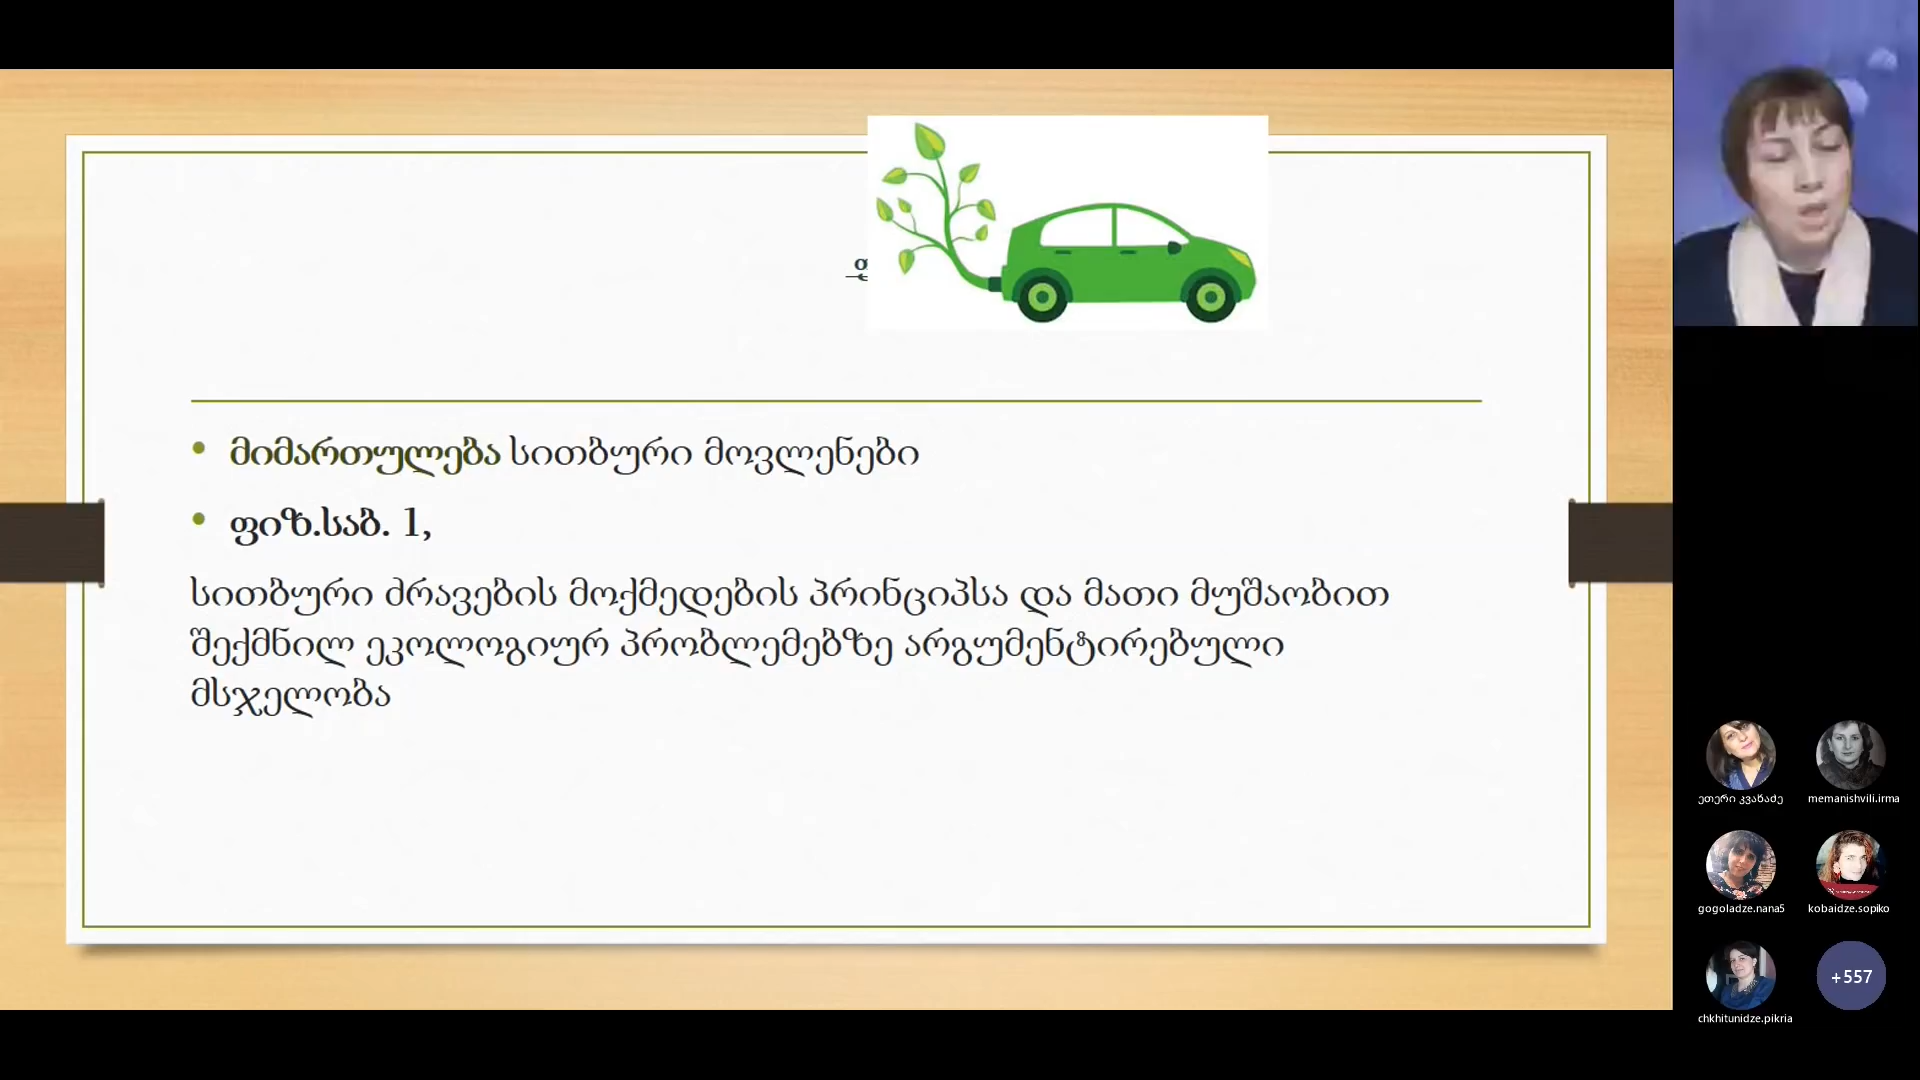 მიმართულება სითბური მოვლენები
ფიზ.საბ. 1,
სითბური ძრავების მოქმედების პრინციპსა და მათი მუშაობით
შექმნილ ეკოლოგიურ პრობლემებზე არგუმენტირებული
მსჯელობა
ეთერი კვაჩაძე
memanishvili.irma
gogoladze.nana5
kobaidze.sopiko
+557
chkhitunidze.pikria